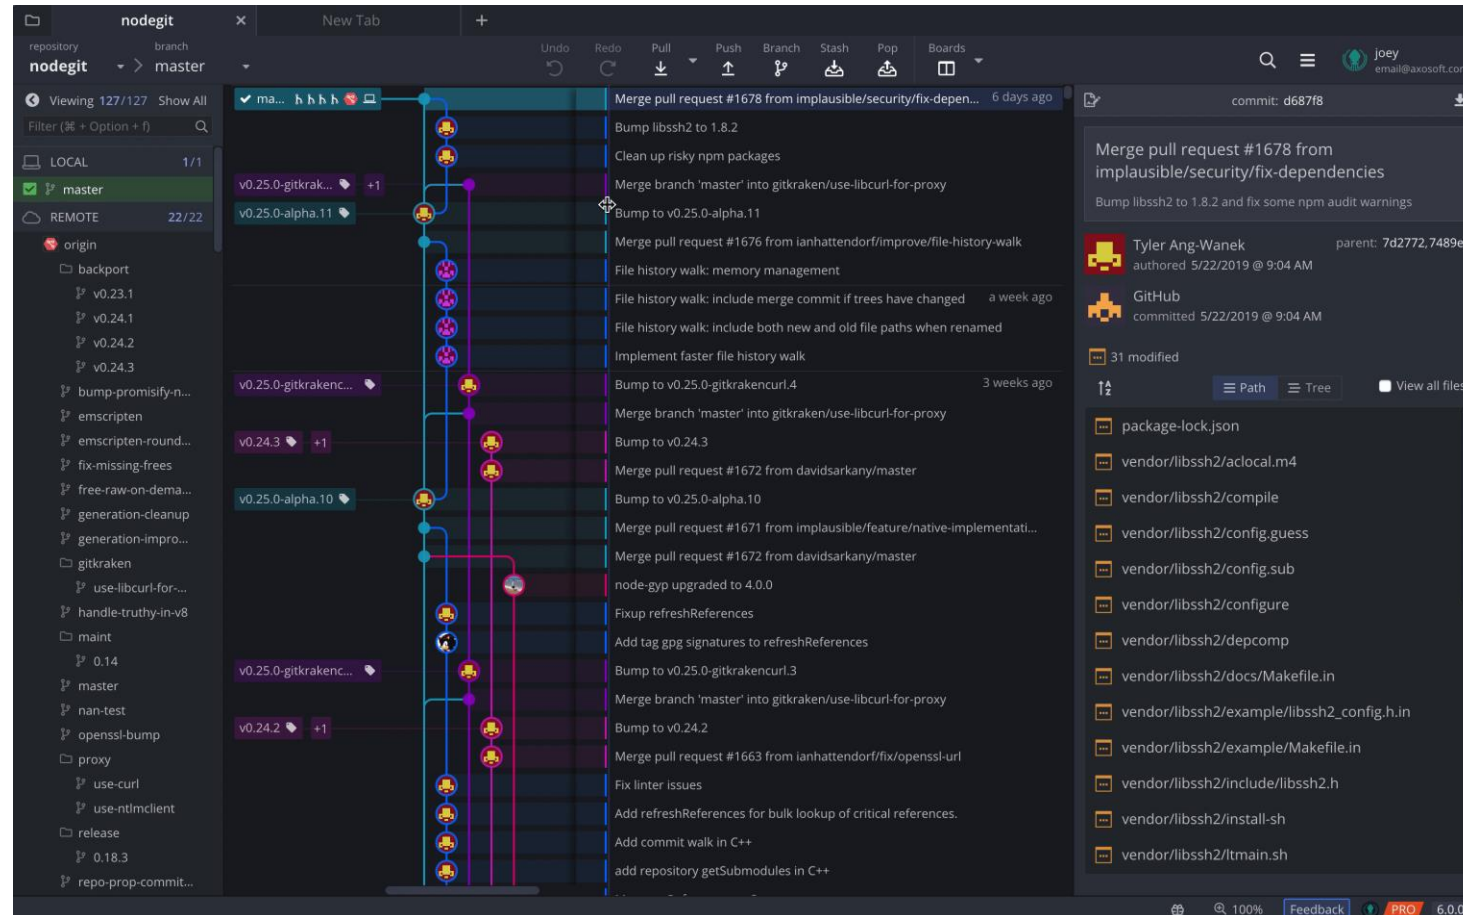 nodegit
New Tab
repository
nodegit
branch
master
Undo
Redo
Pull
Push
Branch
Stash
Pop
Boards
joey
email@axosoft.com
Viewing 127/127 Show All
Filter (⌘ + Option + f)
LOCAL 1/1
master
REMOTE 22/22
origin
backport
v0.23.1
v0.24.1
v0.24.2
v0.24.3
bump-promisify-n...
emscripten
emscripten-round...
fix-missing-frees
free-raw-on-dema...
generation-cleanup
generation-impro...
gitkraken
use-libcurl-for-...
handle-truthy-in-v8
maint
0.14
master
nan-test
openssl-bump
proxy
use-curl
use-ntlmclient
release
0.18.3
repo-prop-commit...
ma...
Merge pull request #1678 from implausible/security/fix-depen... 6 days ago
Bump libssh2 to 1.8.2
Clean up risky npm packages
v0.25.0-gitkrak... +1
Merge branch 'master' into gitkraken/use-libcurl-for-proxy
v0.25.0-alpha.11
Bump to v0.25.0-alpha.11
Merge pull request #1676 from ianhattendorf/improve/file-history-walk
File history walk: memory management
File history walk: include merge commit if trees have changed a week ago
File history walk: include both new and old file paths when renamed
Implement faster file history walk
v0.25.0-gitkrakenc...
Bump to v0.25.0-gitkrakencurl.4 3 weeks ago
Merge branch 'master' into gitkraken/use-libcurl-for-proxy
v0.24.3 +1
Bump to v0.24.3
Merge pull request #1672 from davidsarkany/master
v0.25.0-alpha.10
Bump to v0.25.0-alpha.10
Merge pull request #1671 from implausible/feature/native-implementati...
Merge pull request #1672 from davidsarkany/master
node-gyp upgraded to 4.0.0
Fixup refreshReferences
Add tag gpg signatures to refreshReferences
v0.25.0-gitkrakenc...
Bump to v0.25.0-gitkrakencurl.3
Merge branch 'master' into gitkraken/use-libcurl-for-proxy
v0.24.2 +1
Bump to v0.24.2
Merge pull request #1663 from ianhattendorf/fix/openssl-url
Fix linter issues
Add refreshReferences for bulk lookup of critical references.
Add commit walk in C++
add repository getSubmodules in C++
commit: d687f8
Merge pull request #1678 from
implausible/security/fix-dependencies
Bump libssh2 to 1.8.2 and fix some npm audit warnings
Tyler Ang-Wanek
authored 5/22/2019 @ 9:04 AM
parent: 7d2772,7489e
GitHub
committed 5/22/2019 @ 9:04 AM
31 modified
Path
Tree
View all files
package-lock.json
vendor/libssh2/aclocal.m4
vendor/libssh2/compile
vendor/libssh2/config.guess
vendor/libssh2/config.sub
vendor/libssh2/configure
vendor/libssh2/depcomp
vendor/libssh2/docs/Makefile.in
vendor/libssh2/example/libssh2_config.h.in
vendor/libssh2/example/Makefile.in
vendor/libssh2/include/libssh2.h
vendor/libssh2/install-sh
vendor/libssh2/ltmain.sh
100%
Feedback
PRO
6.0.0